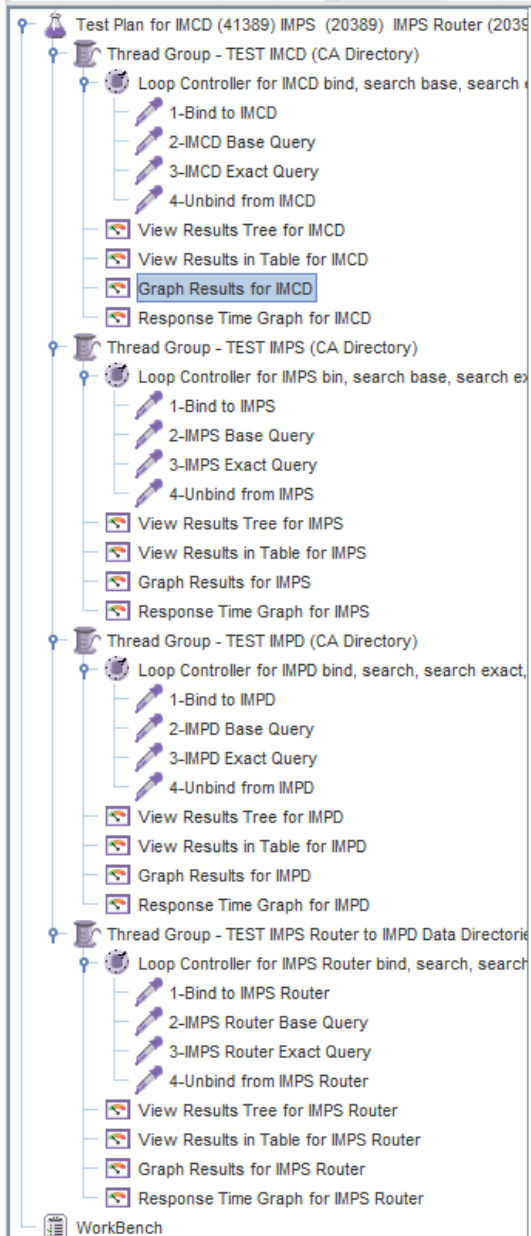 Test Plan for IMCD (41389) IMPS (20389) IMPS Router (2039
Thread Group - TEST IMCD (CA Directory)
Loop Controller for IMCD bind, search base, search
1-Bind to IMCD
2-IMCD Base Query
3-IMCD Exact Query
4-Unbind from IMCD
View Results Tree for IMCD
View Results in Table for IMCD
Graph Results for IMCD
Response Time Graph for IMCD
Thread Group - TEST IMPS (CA Directory)
Loop Controller for IMPS bin, search base, search ex
1-Bind to IMPS
2-IMPS Base Query
3-IMPS Exact Query
4-Unbind from IMPS
View Results Tree for IMPS
View Results in Table for IMPS
Graph Results for IMPS
Response Time Graph for IMPS
Thread Group - TEST IMPD (CA Directory)
Loop Controller for IMPD bind, search, search exact,
1-Bind to IMPD
2-IMPD Base Query
3-IMPD Exact Query
4-Unbind from IMPD
View Results Tree for IMPD
View Results in Table for IMPD
Graph Results for IMPD
Response Time Graph for IMPD
Thread Group - TEST IMPS Router to IMPD Data Directorie
Loop Controller for IMPS Router bind, search, search
1-Bind to IMPS Router
2-IMPS Router Base Query
3-IMPS Router Exact Query
4-Unbind from IMPS Router
View Results Tree for IMPS Router
View Results in Table for IMPS Router
Graph Results for IMPS Router
Response Time Graph for IMPS Router
WorkBench